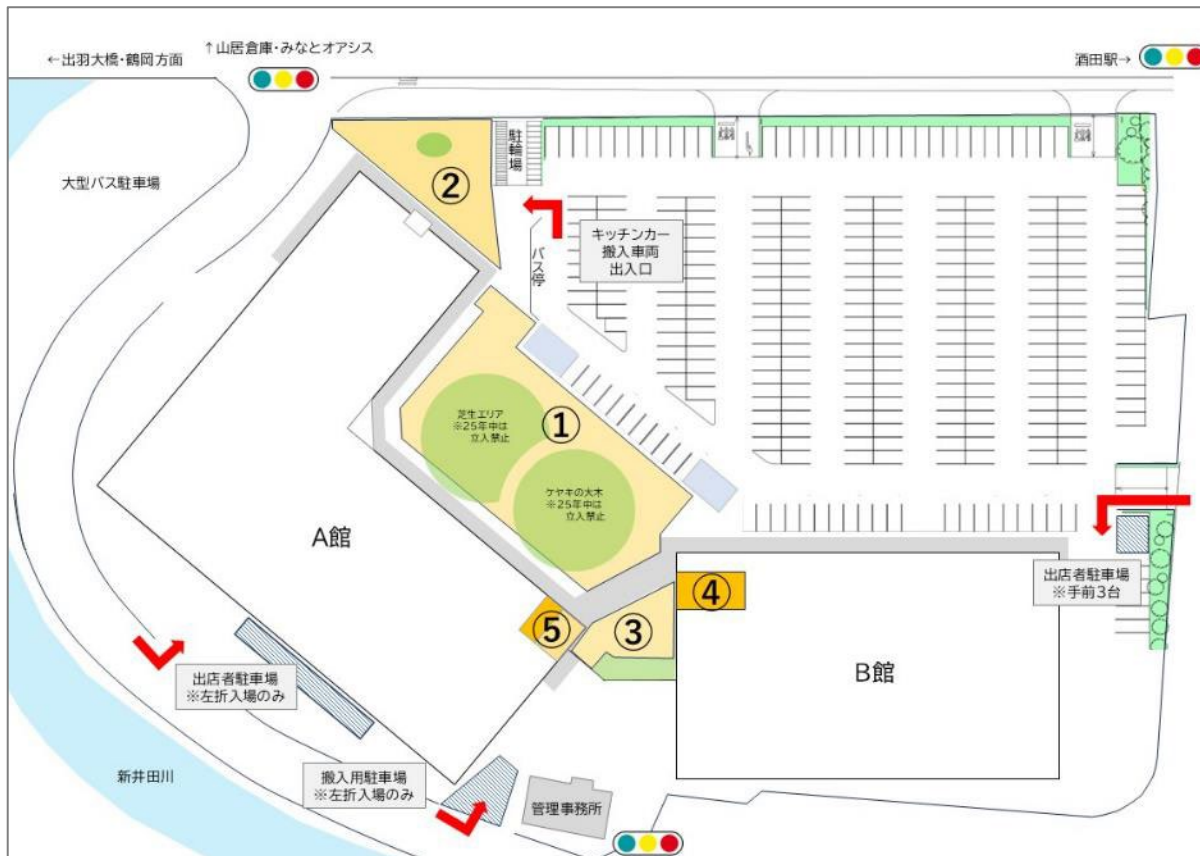 ←出羽大橋・鶴岡方面
↑山居倉庫・みなとオアシス
酒田駅→
大型バス駐車場
②
駐輪場
キッチンカー
搬入車両
出入口
バス停
芝生エリア
※25年中は
立入禁止
①
ケヤキの大木
※25年中は
立入禁止
A館
出店者駐車場
※手前3台
④
⑤
③
B館
出店者駐車場
※左折入場のみ
新井田川
搬入用駐車場
※左折入場のみ
管理事務所